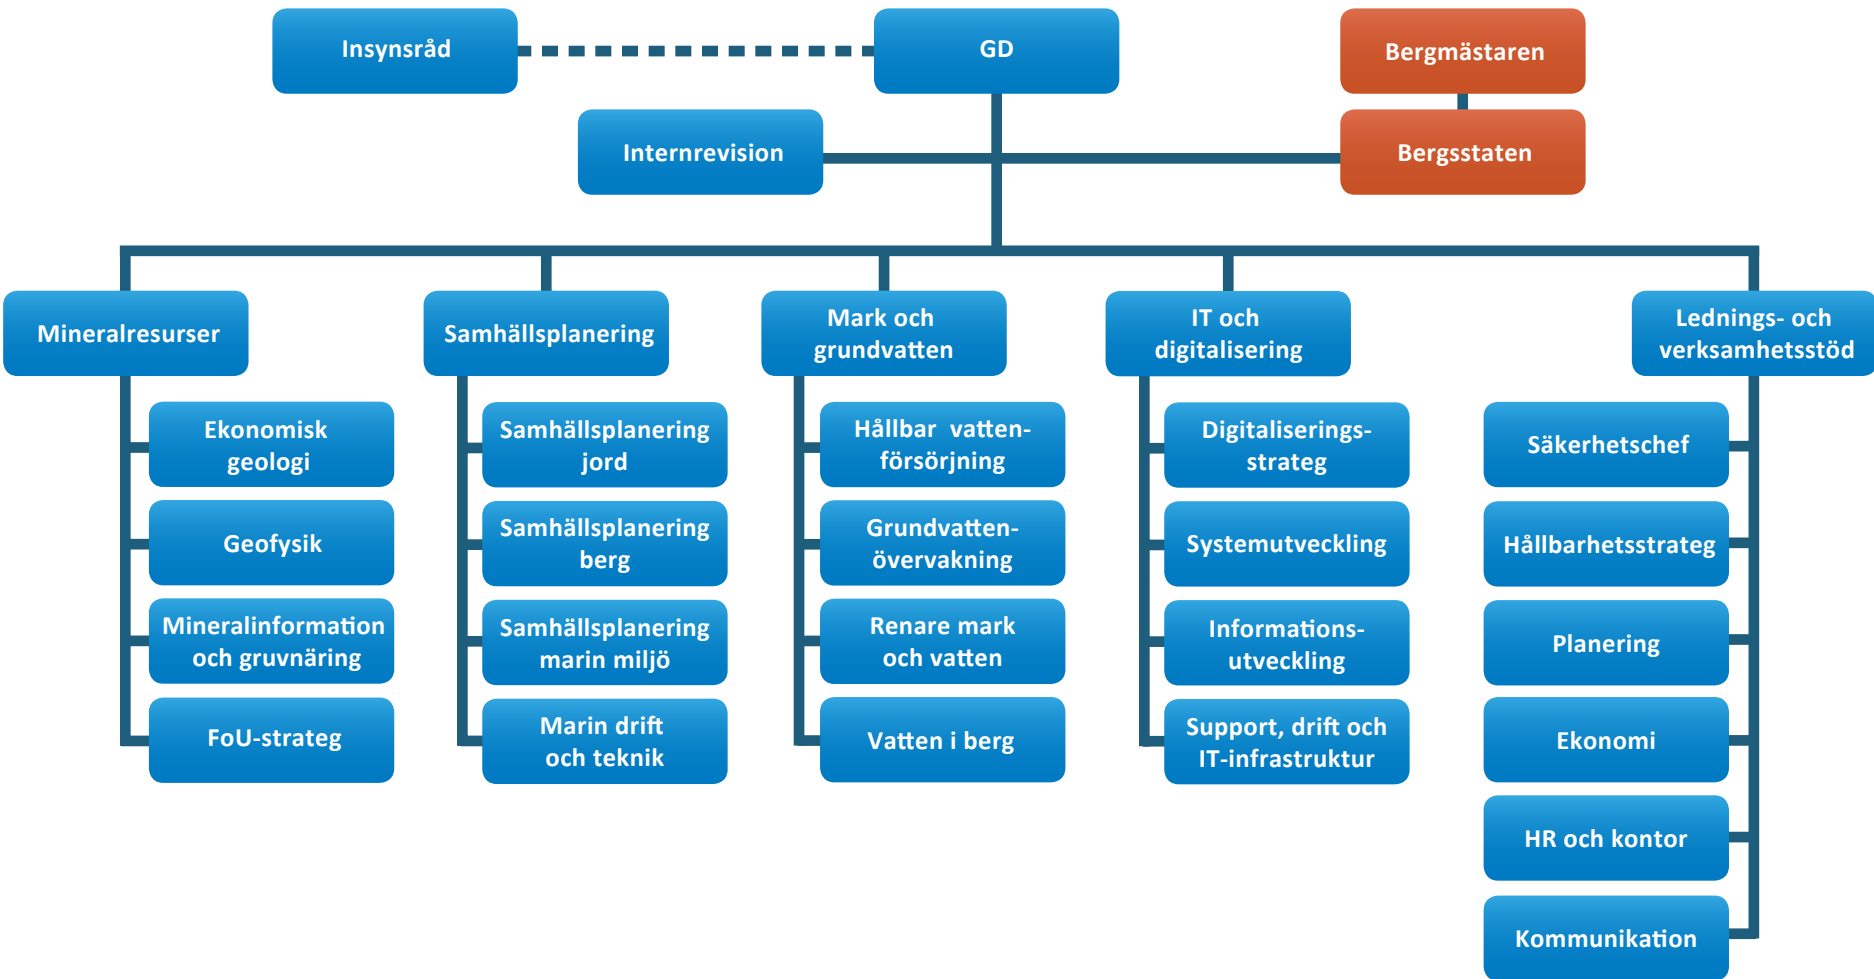 Insynsråd
GD
Bergmästaren
Internrevision
Bergsstaten
Mineralresurser
Samhällsplanering
Mark och
grundvatten
IT och
digitalisering
Lednings- och
verksamhetsstöd
Ekonomisk
geologi
Geofysik
Mineralinformation
och gruvnäring
FoU-strateg
Samhällsplanering
jord
Samhällsplanering
berg
Samhällsplanering
marin miljö
Marin drift
och teknik
Hållbar vatten-
försörjning
Grundvatten-
övervakning
Renare mark
och vatten
Vatten i berg
Digitaliserings-
strateg
Systemutveckling
Informations-
utveckling
Support, drift och
IT-infrastruktur
Säkerhetschef
Hållbarhetsstrateg
Planering
Ekonomi
HR och kontor
Kommunikation